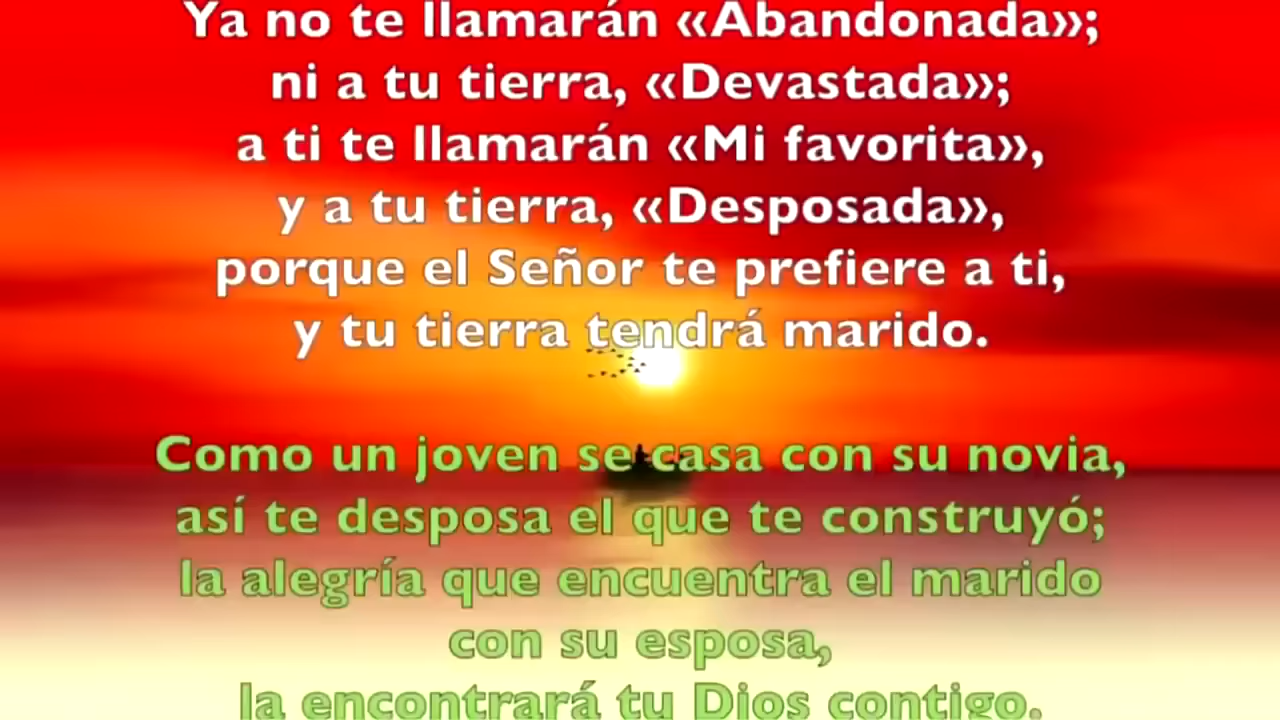 Ya no te llamarán «Abandonada»;
ni a tu tierra, «Devastada»;
a ti te llamarán «Mi favorita»,
y a tu tierra, «Desposada»,
porque el Señor te prefiere a ti,
y tu tierra tendrá marido.
Como un joven se casa con su novia,
así te desposa el que te construyó;
la alegría que encuentra el marido
con su esposa,
la encontrará tu Dios contigo.